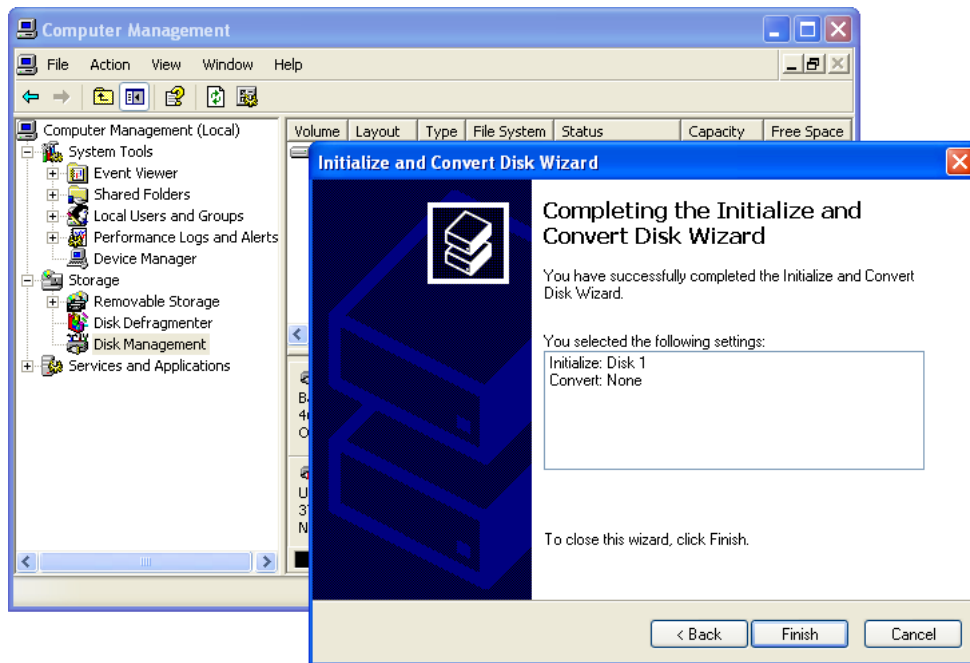 Computer Management
File Action View Window Help
Computer Management (Local)
System Tools
Event Viewer
Shared Folders
Local Users and Groups
Performance Logs and Alerts
Device Manager
Storage
Removable Storage
Disk Defragmenter
Disk Management
Services and Applications
Volume Layout Type File System Status Capacity Free Space
Initialize and Convert Disk Wizard
Completing the Initialize and
Convert Disk Wizard
You have successfully completed the Initialize and Convert
Disk Wizard.
You selected the following settings:
Initialize: Disk 1
Convert: None
To close this wizard, click Finish.
< Back Finish Cancel